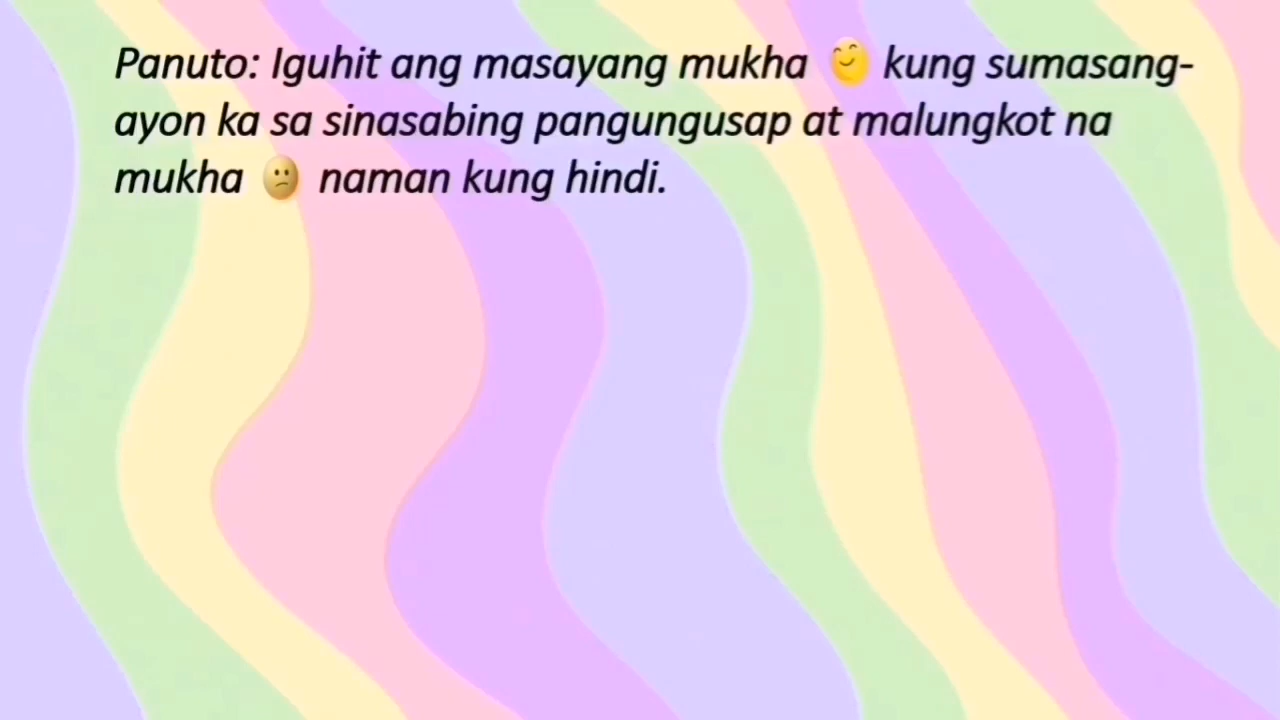 Panuto: Iguhit ang masayang mukha 😊 kung sumasang-
ayon ka sa sinasabing pangungusap at malungkot na
mukha 🫤 naman kung hindi.